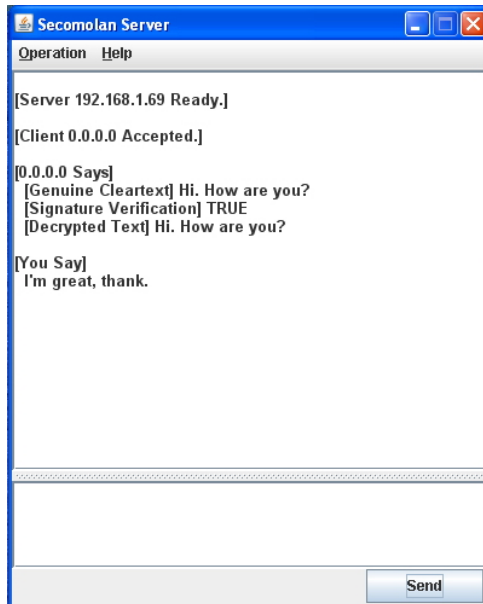 Secomolan Server
Operation Help
[Server 192.168.1.69 Ready.]
[Client 0.0.0.0 Accepted.]
[0.0.0.0 Says]
[Genuine Cleartext] Hi. How are you?
[Signature Verification] TRUE
[Decrypted Text] Hi. How are you?
[You Say]
I'm great, thank.
Send